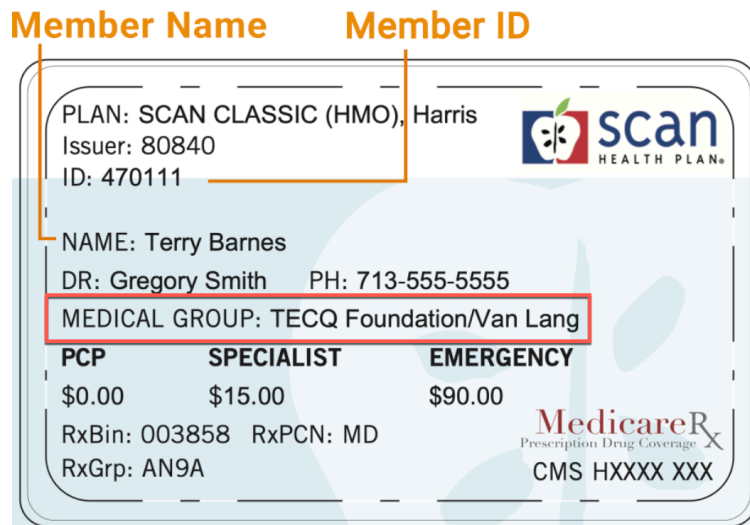 Member Name Member ID
PLAN: SCAN CLASSIC (HMO), Harris
Issuer: 80840
ID: 470111
scan
HEALTH PLAN®
NAME: Terry Barnes
DR: Gregory Smith PH: 713-555-5555
MEDICAL GROUP: TECQ Foundation/Van Lang
PCP SPECIALIST EMERGENCY
$0.00 $15.00 $90.00
RxBin: 003858 RxPCN: MD
RxGrp: AN9A
MedicareRx
Prescription Drug Coverage
CMS HXXXX XXX